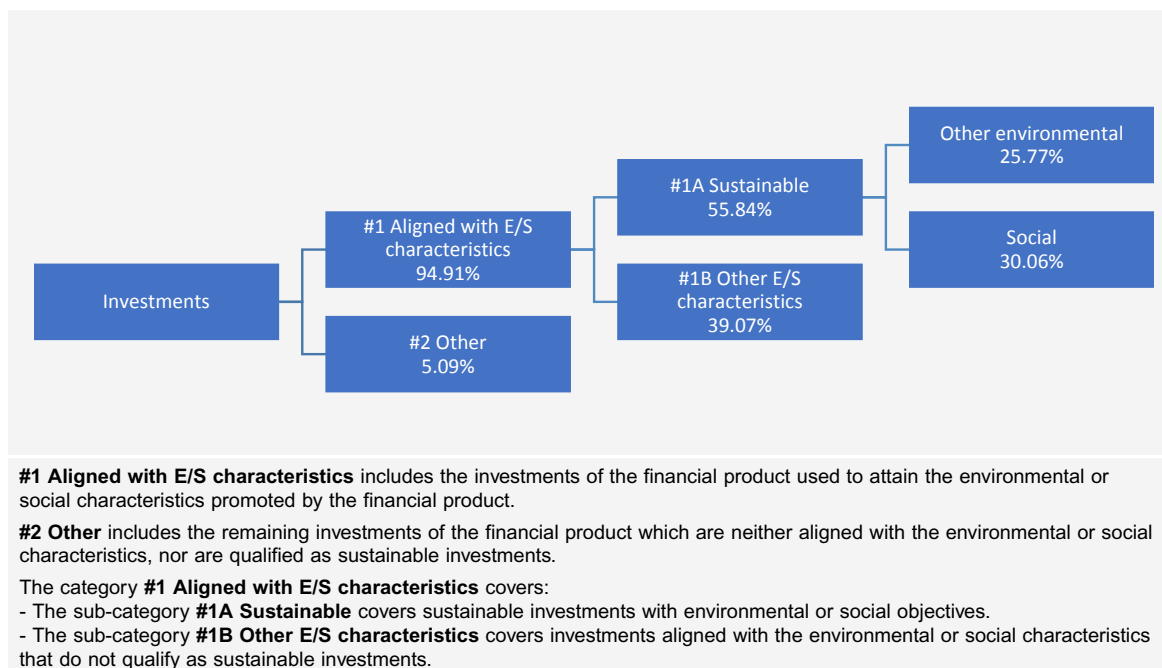 Investments
#1 Aligned with E/S
characteristics
94.91%
#2 Other
5.09%
#1A Sustainable
55.84%
#1B Other E/S
characteristics
39.07%
Other environmental
25.77%
Social
30.06%
#1 Aligned with E/S characteristics includes the investments of the financial product used to attain the environmental or
social characteristics promoted by the financial product.
#2 Other includes the remaining investments of the financial product which are neither aligned with the environmental or social
characteristics, nor are qualified as sustainable investments.
The category #1 Aligned with E/S characteristics covers:
- The sub-category #1A Sustainable covers sustainable investments with environmental or social objectives.
- The sub-category #1B Other E/S characteristics covers investments aligned with the environmental or social characteristics
that do not qualify as sustainable investments.